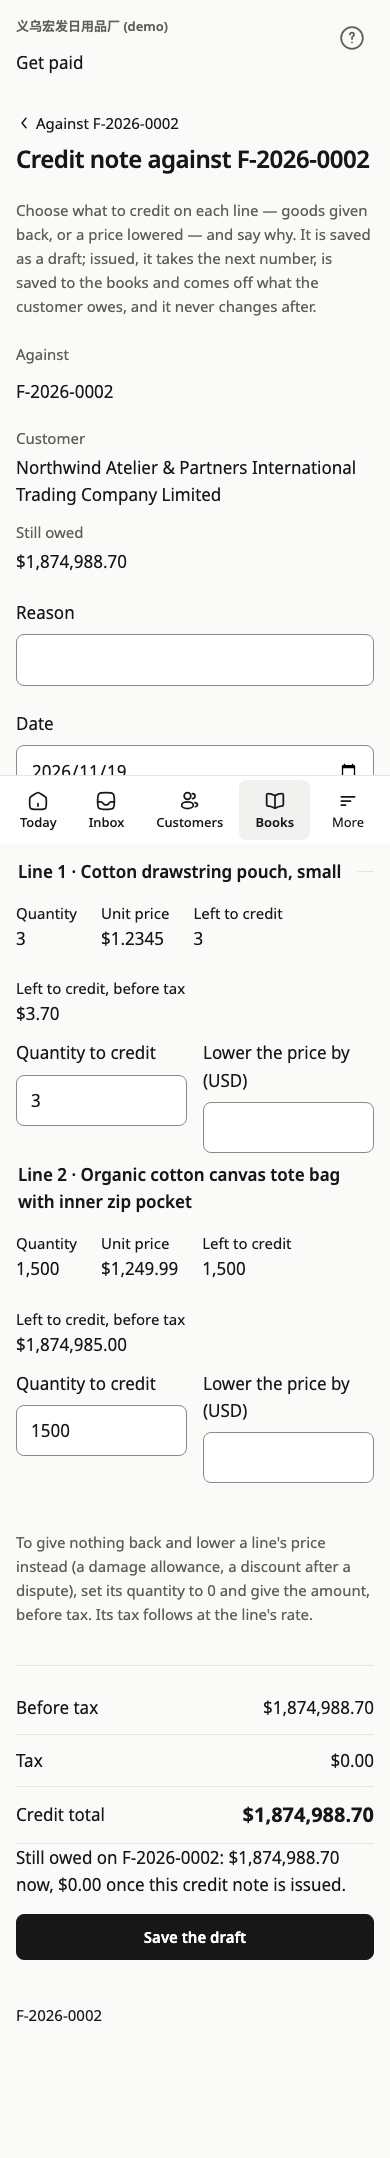 义乌宏发日用品厂 (demo)
Get paid
Against F-2026-0002
Credit note against F-2026-0002
Choose what to credit on each line — goods given
back, or a price lowered — and say why. It is saved
as a draft; issued, it takes the next number, is
saved to the books and comes off what the
customer owes, and it never changes after.
Against
F-2026-0002
Customer
Northwind Atelier & Partners International
Trading Company Limited
Still owed
$1,874,988.70
Reason
Date
2026/11/19
Today Inbox Customers Books More
Line 1 · Cotton drawstring pouch, small
Quantity Unit price Left to credit
3 $1.2345 3
Left to credit, before tax
$3.70
Quantity to credit Lower the price by
(USD)
3
Line 2 · Organic cotton canvas tote bag
with inner zip pocket
Quantity Unit price Left to credit
1,500 $1,249.99 1,500
Left to credit, before tax
$1,874,985.00
Quantity to credit Lower the price by
(USD)
1500
To give nothing back and lower a line's price
instead (a damage allowance, a discount after a
dispute), set its quantity to 0 and give the amount,
before tax. Its tax follows at the line's rate.
Before tax $1,874,988.70
Tax $0.00
Credit total $1,874,988.70
Still owed on F-2026-0002: $1,874,988.70
now, $0.00 once this credit note is issued.
Save the draft
F-2026-0002